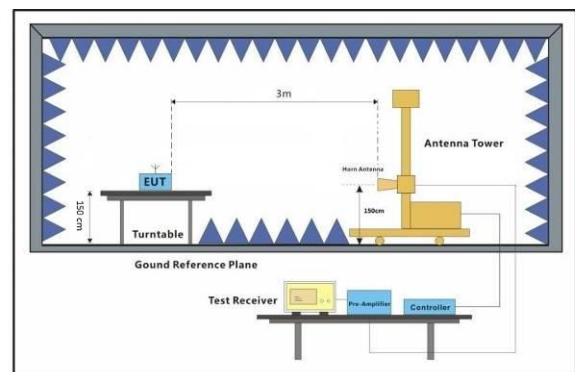 3m
Antenna Tower
Horn Antenna
EUT
150 cm
150cm
Turntable
Gound Reference Plane
Test Receiver
Pre-Amplifier
Controller